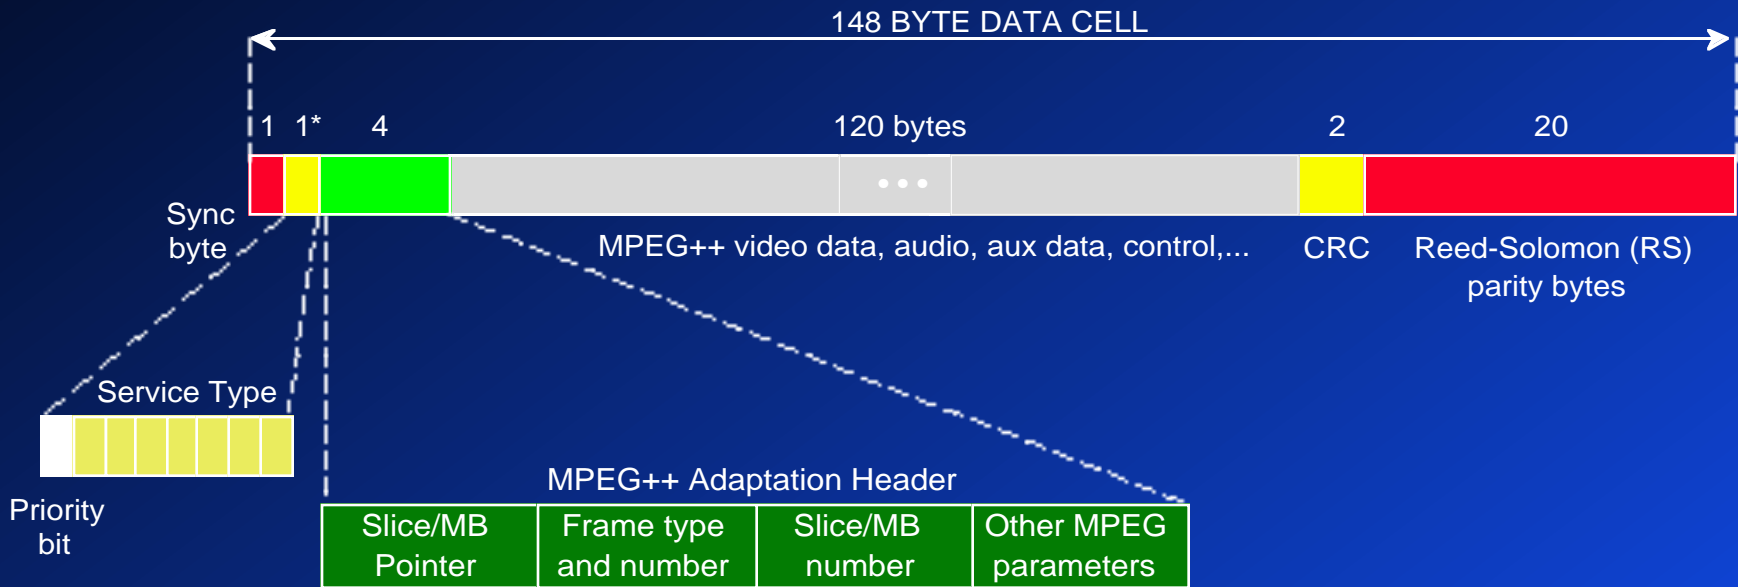 148 BYTE DATA CELL
1 1* 4 120 bytes 2 20
Sync
byte
MPEG++ video data, audio, aux data, control,...
CRC
Reed-Solomon (RS)
parity bytes
Service Type
Priority
bit
MPEG++ Adaptation Header
Slice/MB
Pointer
Frame type
and number
Slice/MB
number
Other MPEG
parameters